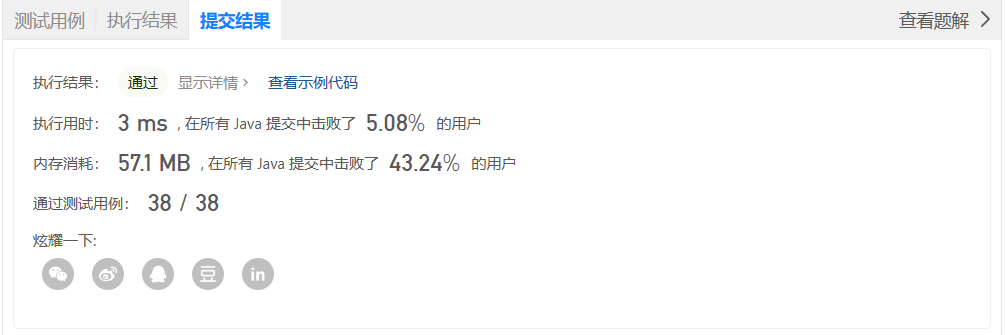 测试用例 执行结果 提交结果 查看题解 >
执行结果： 通过 显示详情 > 查看示例代码
执行用时： 3 ms , 在所有 Java 提交中击败了 5.08% 的用户
内存消耗： 57.1 MB , 在所有 Java 提交中击败了 43.24% 的用户
通过测试用例： 38 / 38
炫耀一下:
豆 in